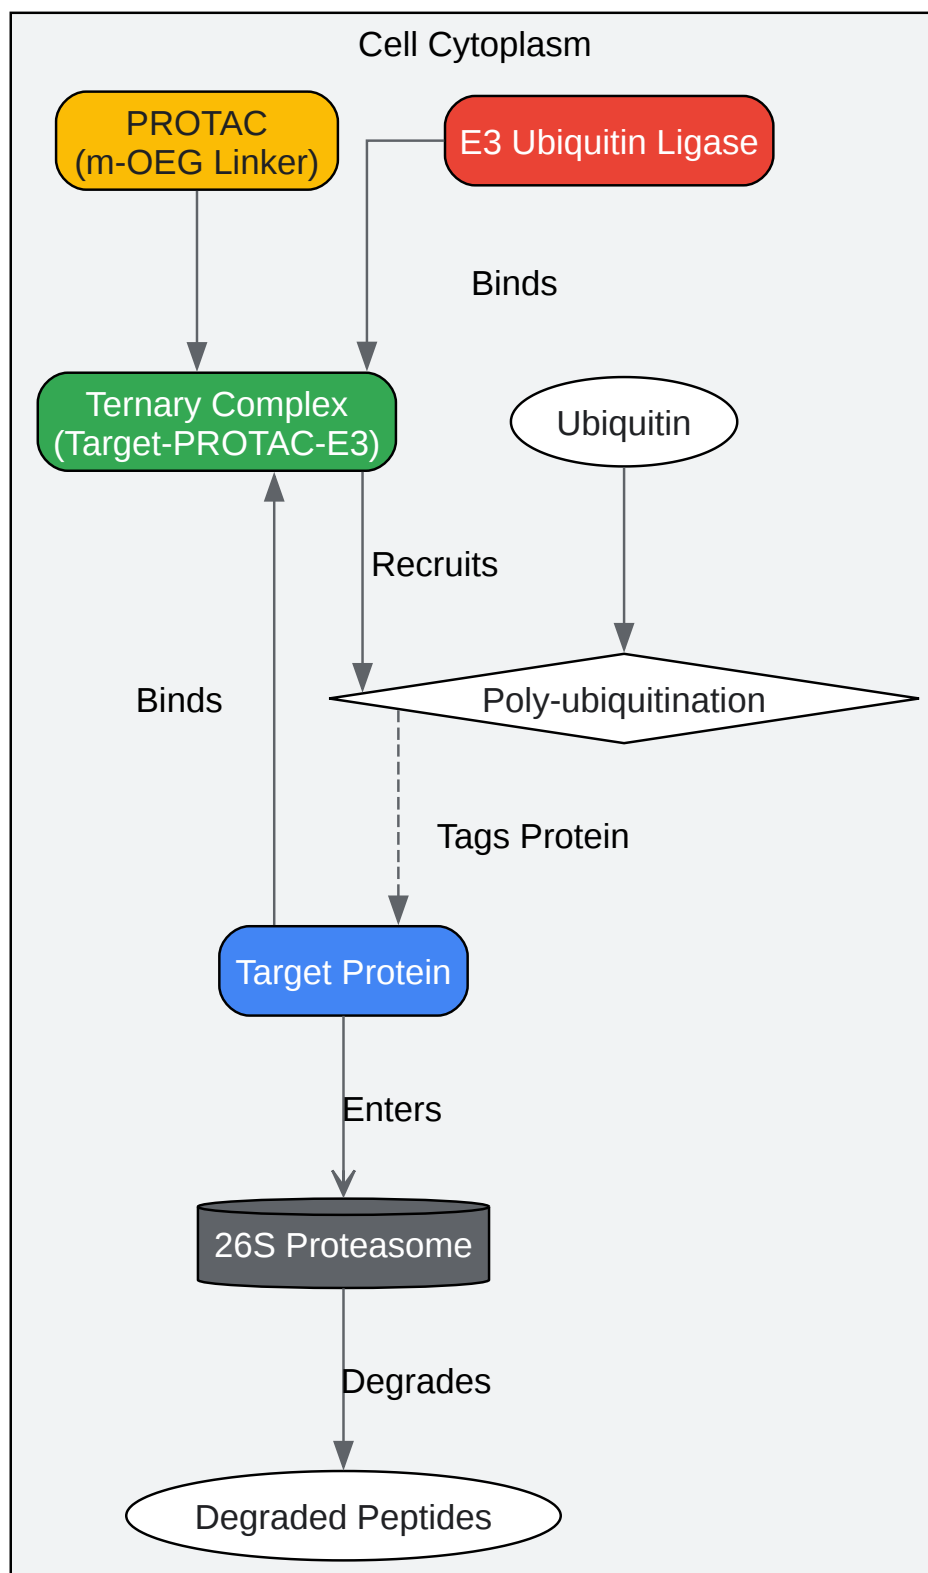 Cell Cytoplasm
PROTAC
(m-OEG Linker)
E3 Ubiquitin Ligase
Binds
Ternary Complex
(Target-PROTAC-E3)
Ubiquitin
Recruits
Binds
Poly-ubiquitination
Tags Protein
Target Protein
Enters
26S Proteasome
Degrades
Degraded Peptides